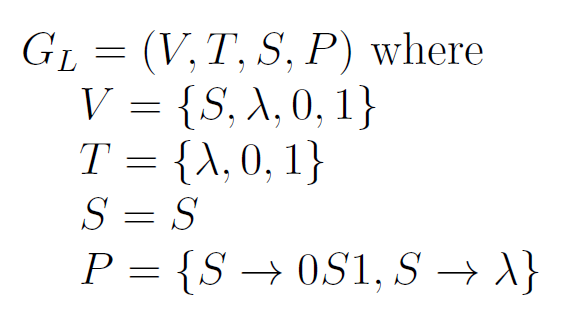 G_L = (V, T, S, P) where
V = {S, λ, 0, 1}
T = {λ, 0, 1}
S = S
P = {S → 0S1, S → λ}